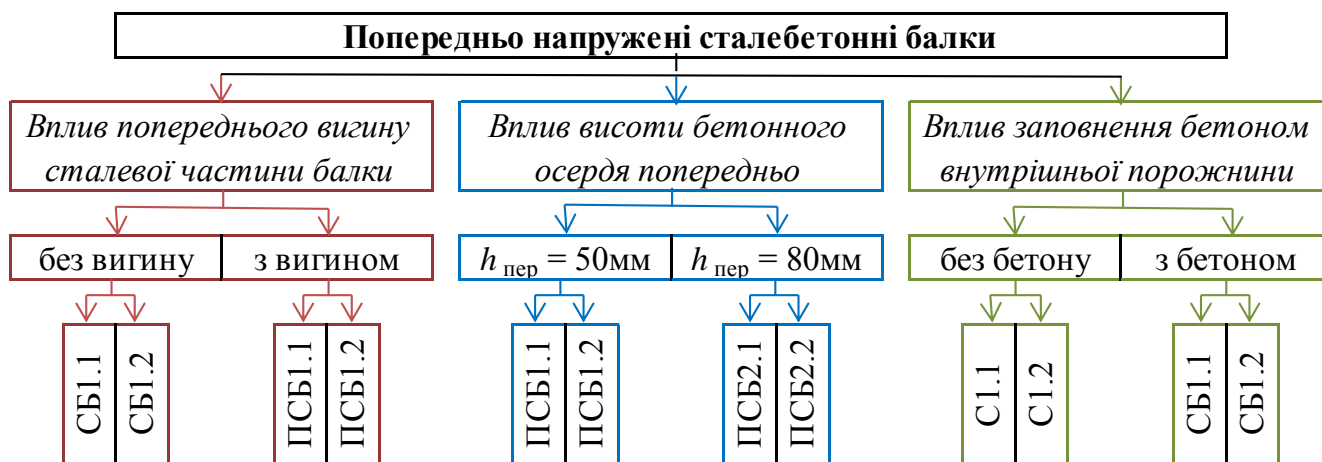 Попередньо напружені сталебетонні балки
Вплив попереднього вигину
сталевої частини балки
Вплив висоти бетонного
осердя попередньо
Вплив заповнення бетоном
внутрішньої порожнини
без вигину
з вигином
h пер = 50мм
h пер = 80мм
без бетону
з бетоном
СБ1.1
СБ1.2
ПСБ1.1
ПСБ1.2
ПСБ1.1
ПСБ1.2
ПСБ2.1
ПСБ2.2
С1.1
С1.2
СБ1.1
СБ1.2